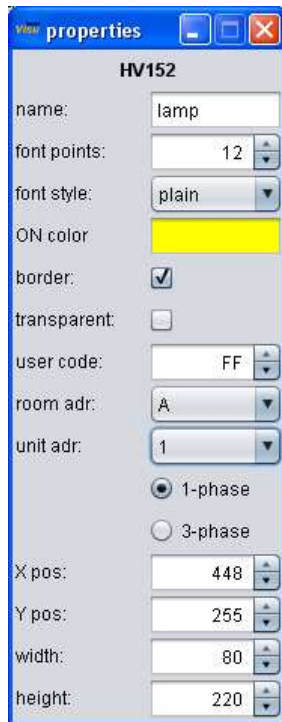 Visu properties
HV152
name: lamp
font points: 12
font style: plain
ON color
border:
transparent:
user code: FF
room adr: A
unit adr: 1
1-phase
3-phase
X pos: 448
Y pos: 255
width: 80
height: 220